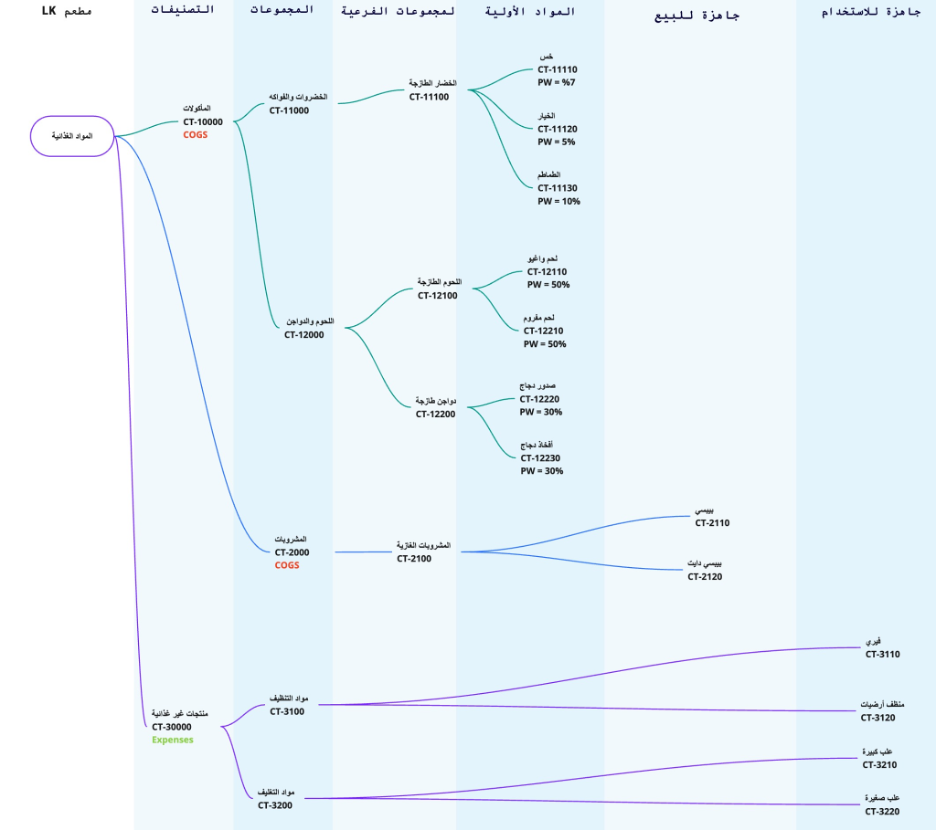 مطعم LK
التصنيفات
المجموعات
لمجموعات الفرعية
المواد الأولية
جاهزة للبيع
جاهزة للاستخدام
المواد الغذائية
المأكولات
CT-10000
COGS
الخضروات والفواكه
CT-11000
الخضار الطازجة
CT-11100
خس
CT-11110
PW = %7
الخيار
CT-11120
PW = 5%
الطماطم
CT-11130
PW = 10%
اللحوم والدواجن
CT-12000
اللحوم الطازجة
CT-12100
لحم واغيو
CT-12110
PW = 50%
لحم مفروم
CT-12210
PW = 50%
دواجن طازجة
CT-12200
صدور دجاج
CT-12220
PW = 30%
أفخاذ دجاج
CT-12230
PW = 30%
المشروبات
CT-2000
COGS
المشروبات الغازية
CT-2100
بيبسي
CT-2110
بيبسي دايت
CT-2120
منتجات غير غذائية
CT-30000
Expenses
مواد التنظيف
CT-3100
فيري
CT-3110
منظف أرضيات
CT-3120
مواد التغليف
CT-3200
علب كبيرة
CT-3210
علب صغيرة
CT-3220